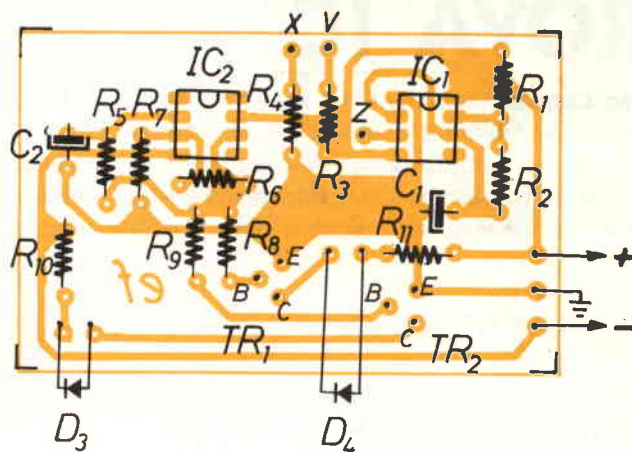 X V
IC2 IC1
R5 R7 R4 R1
Z
C2
R6 R3 C1 R2
R10 R9 R8 R11 +
E
ef B C B E
C
TR1 TR2 −
D3 D4